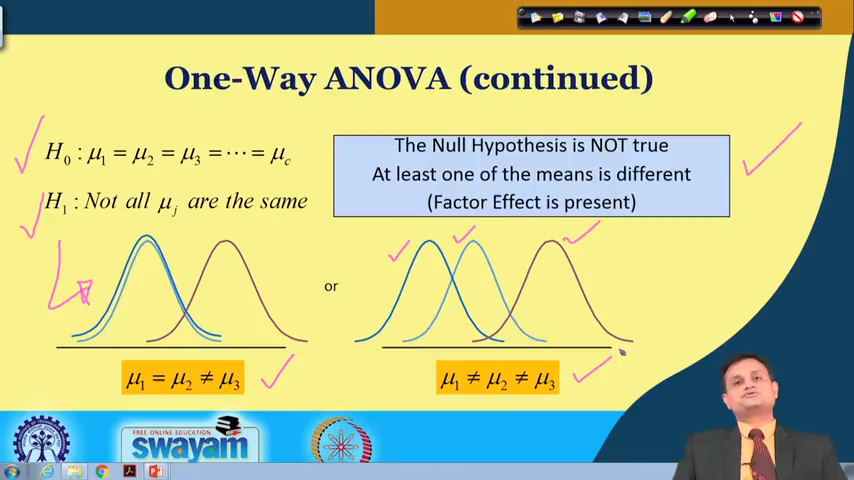 One-Way ANOVA (continued)
H₀ : μ₁ = μ₂ = μ₃ = ⋯ = μ_c
H₁ : Not all μ_j are the same
The Null Hypothesis is NOT true
At least one of the means is different
(Factor Effect is present)
or
μ₁ = μ₂ ≠ μ₃
μ₁ ≠ μ₂ ≠ μ₃
FREE ONLINE EDUCATION
swayam